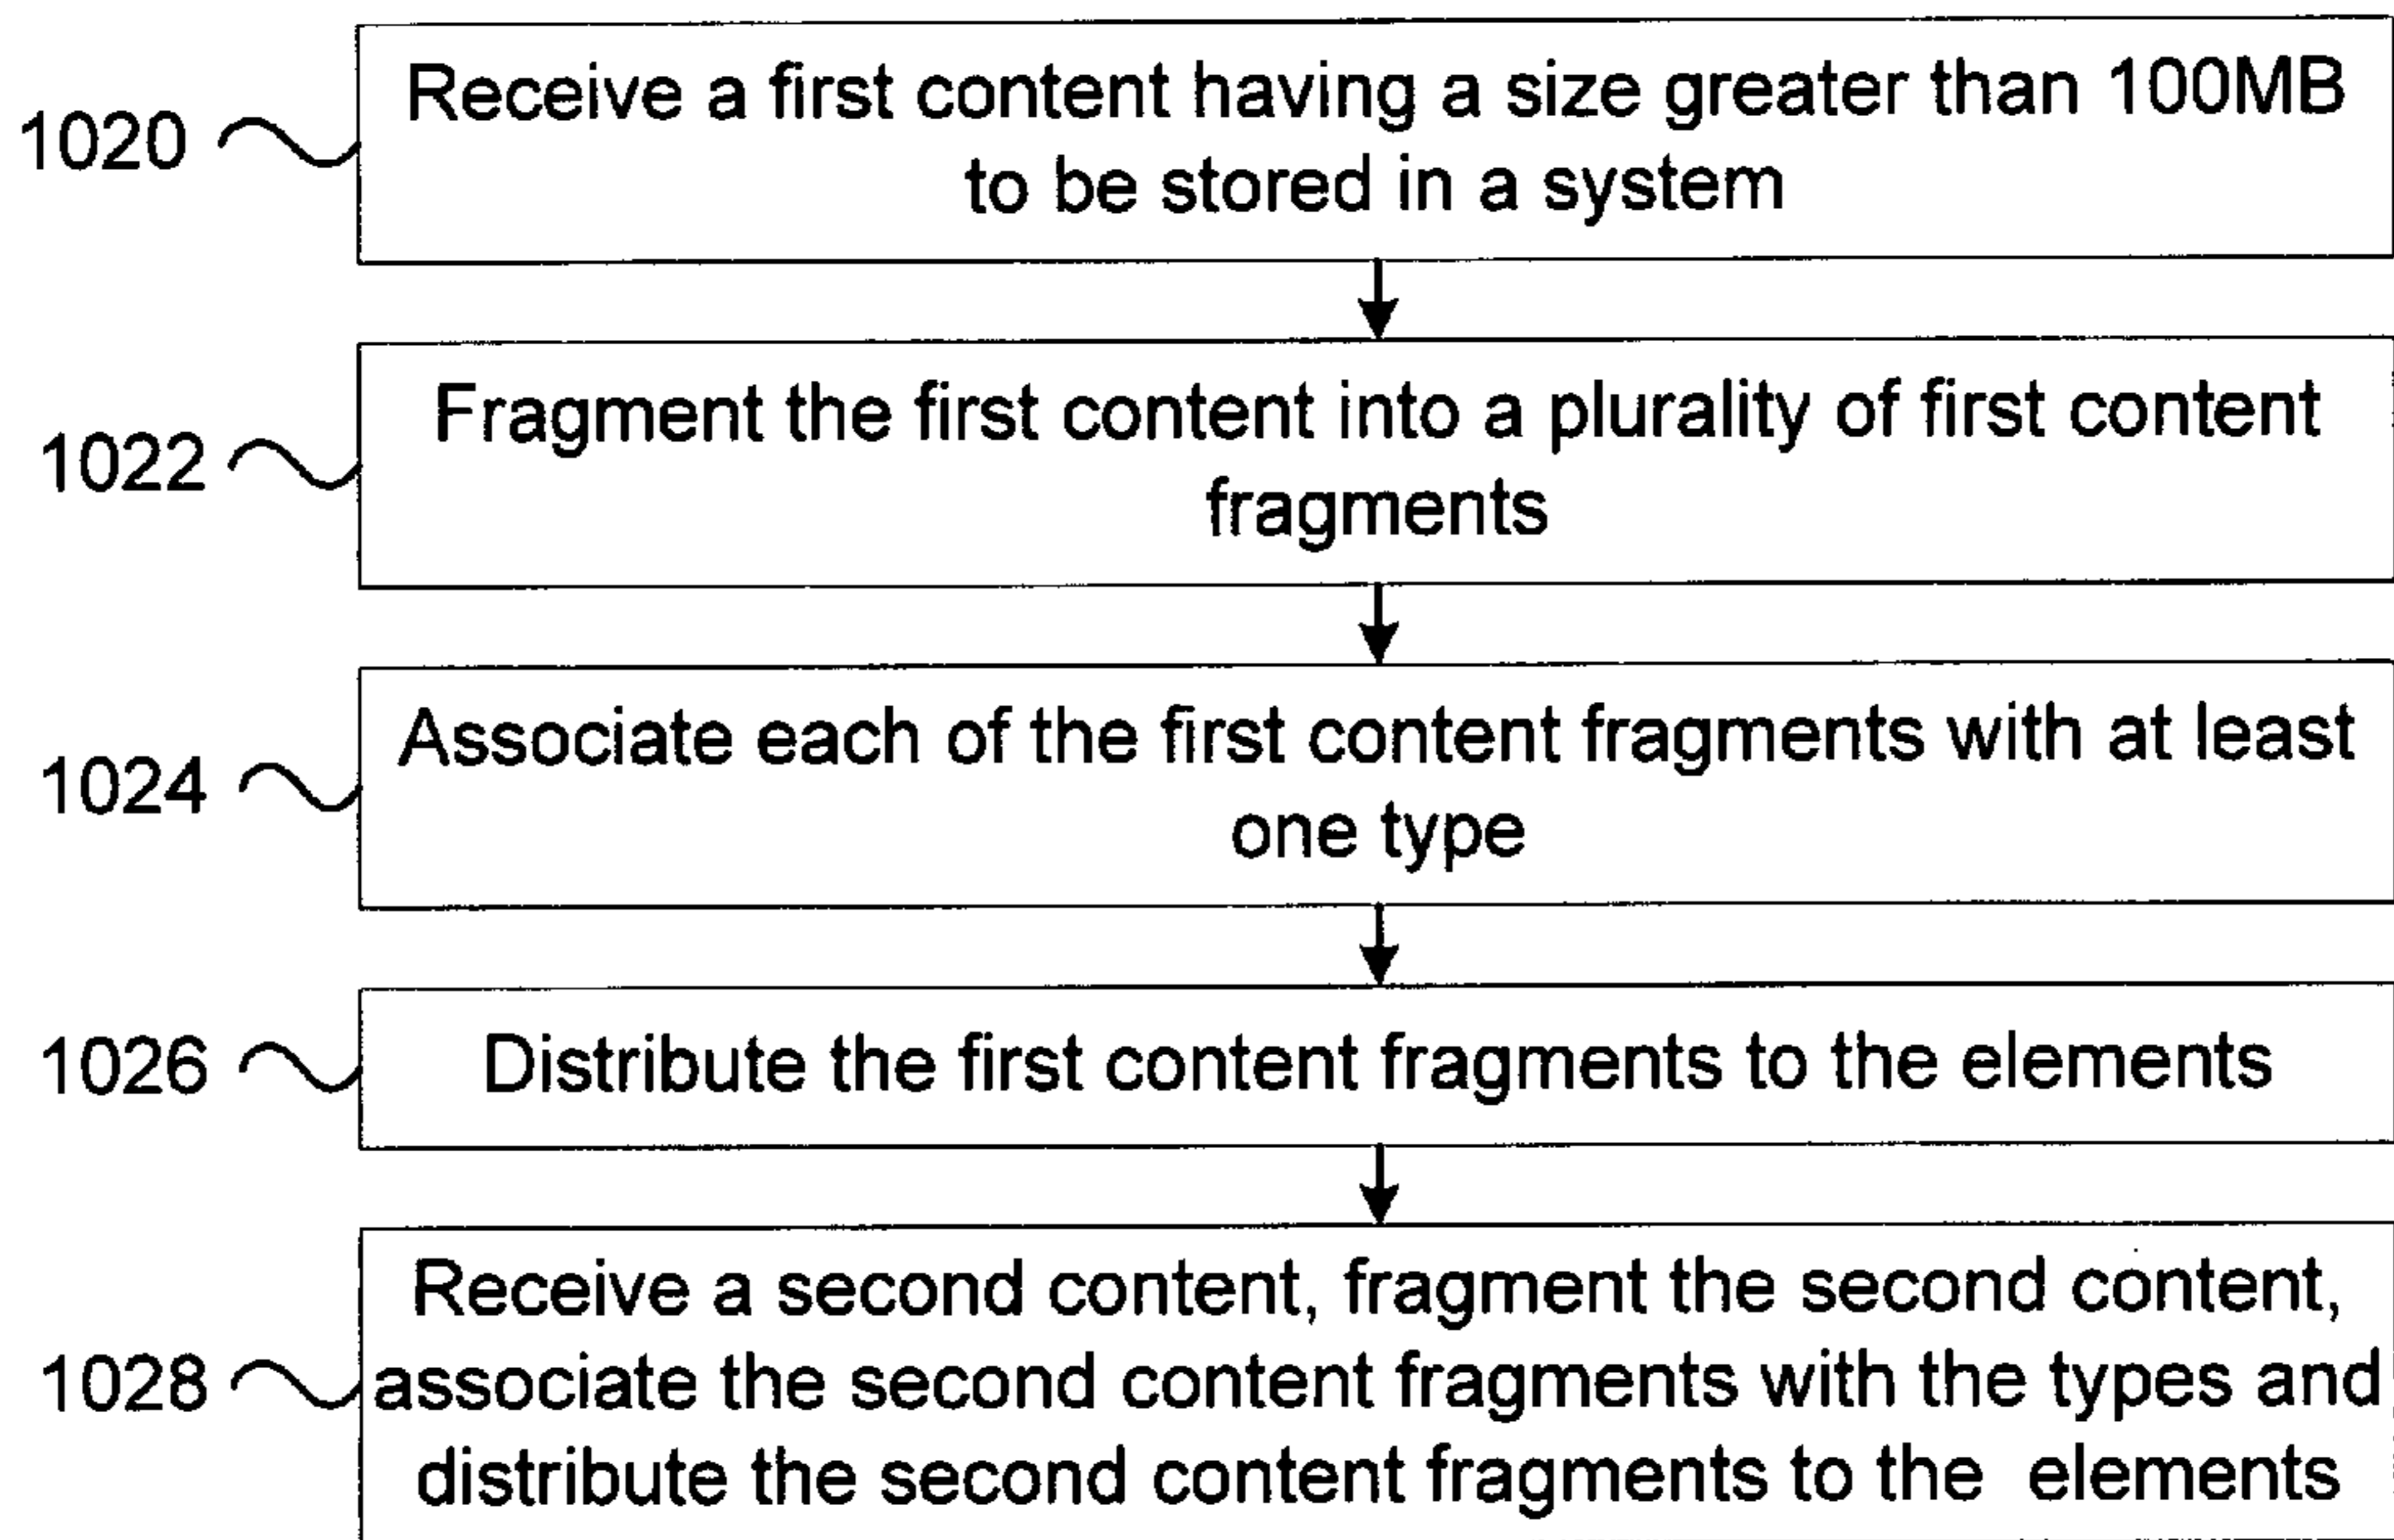 1020
Receive a first content having a size greater than 100MB
to be stored in a system
1022
Fragment the first content into a plurality of first content
fragments
1024
Associate each of the first content fragments with at least
one type
1026
Distribute the first content fragments to the elements
1028
Receive a second content, fragment the second content,
associate the second content fragments with the types and
distribute the second content fragments to the elements